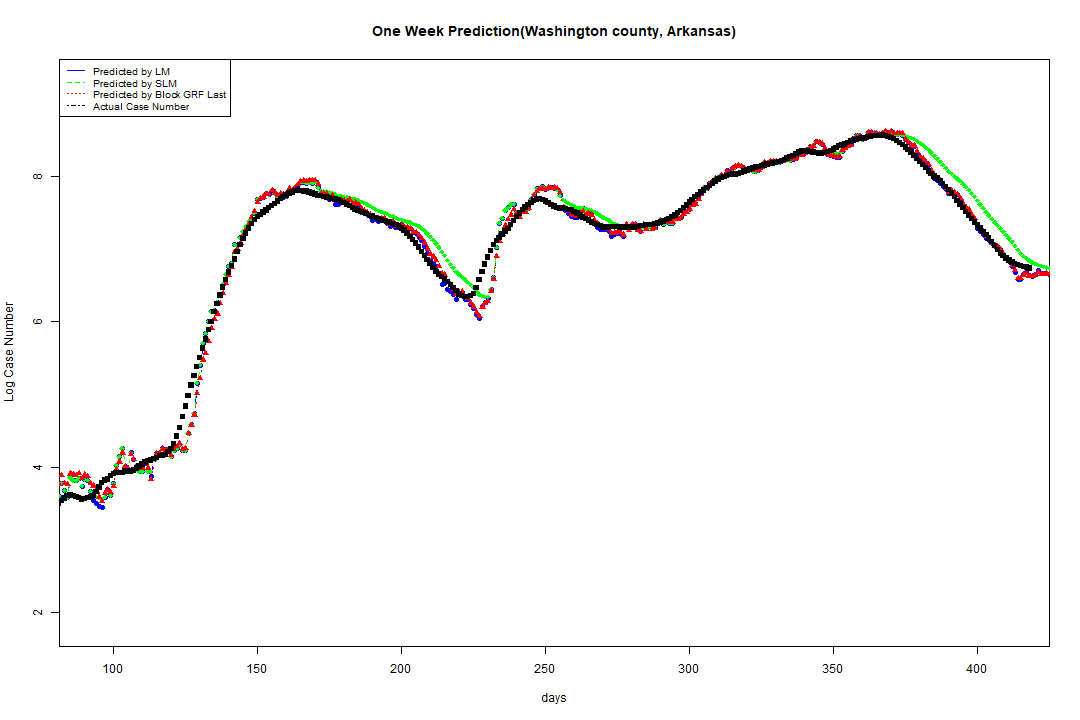 One Week Prediction(Washington county, Arkansas)
Predicted by LM
Predicted by SLM
Predicted by Block GRF Last
Actual Case Number
8
6
4
2
Log Case Number
100 150 200 250 300 350 400
days